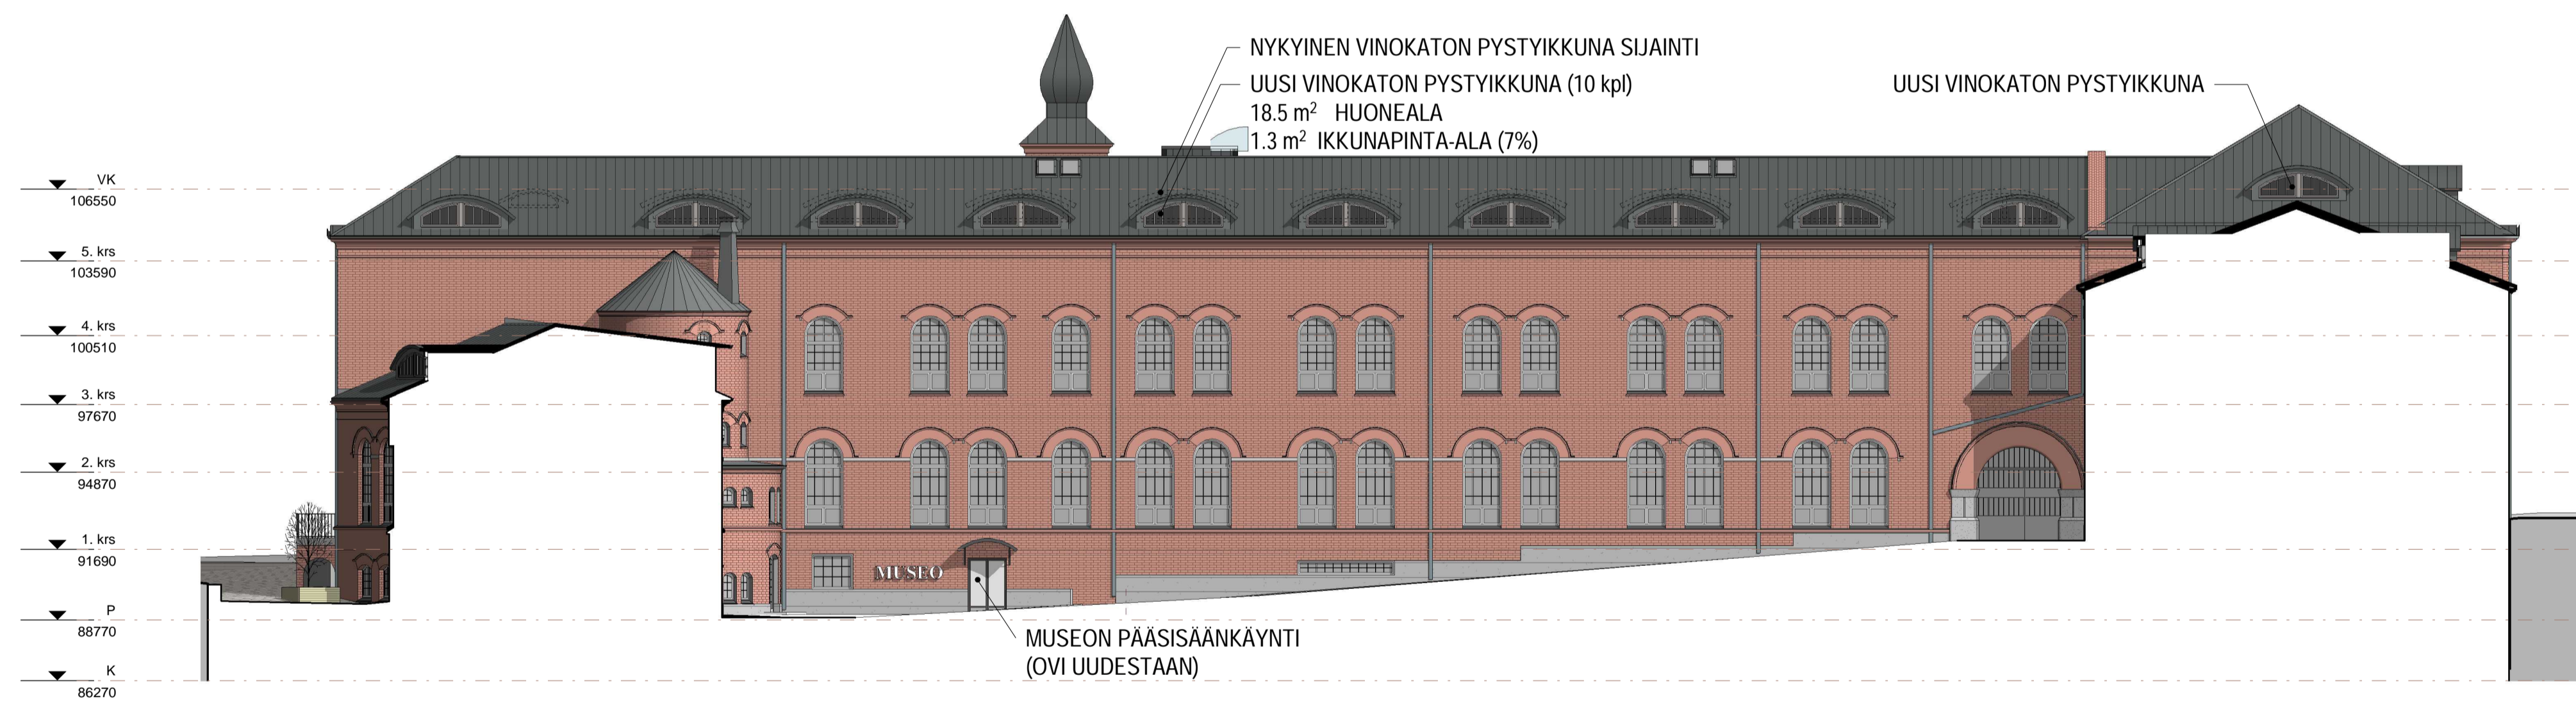 NYKYINEN VINOKATON PYSTYIKKUNA SIJAINTI
UUSI VINOKATON PYSTYIKKUNA (10 kpl)
18.5 m² HUONEALA
1.3 m² IKKUNAPINTA-ALA (7%)
UUSI VINOKATON PYSTYIKKUNA
VK
106550
5. krs
103590
4. krs
100510
3. krs
97670
2. krs
94870
1. krs
91690
P
88770
K
86270
MUSEO
MUSEON PÄÄSISÄÄNKÄYNTI
(OVI UUDESTAAN)